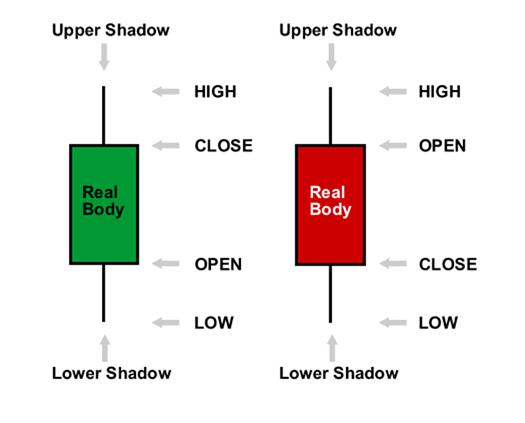 Upper Shadow
HIGH
CLOSE
Real
Body
OPEN
LOW
Lower Shadow
Upper Shadow
HIGH
OPEN
Real
Body
CLOSE
LOW
Lower Shadow